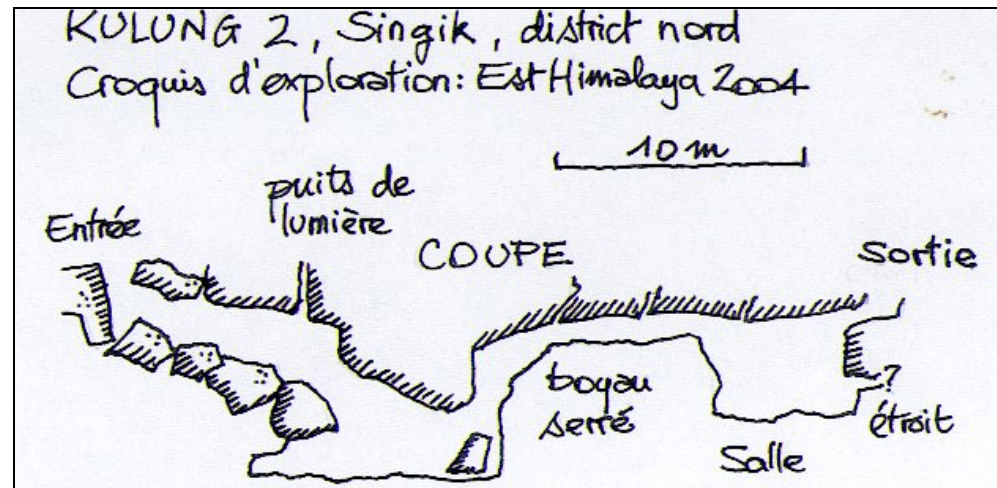 KULUNG 2, Singik, district nord
Croquis d'exploration: Est Himalaya 2004
10 m
puits de
lumière
Entrée
COUPE
Sortie
boyau
serré
?
étroit
Salle